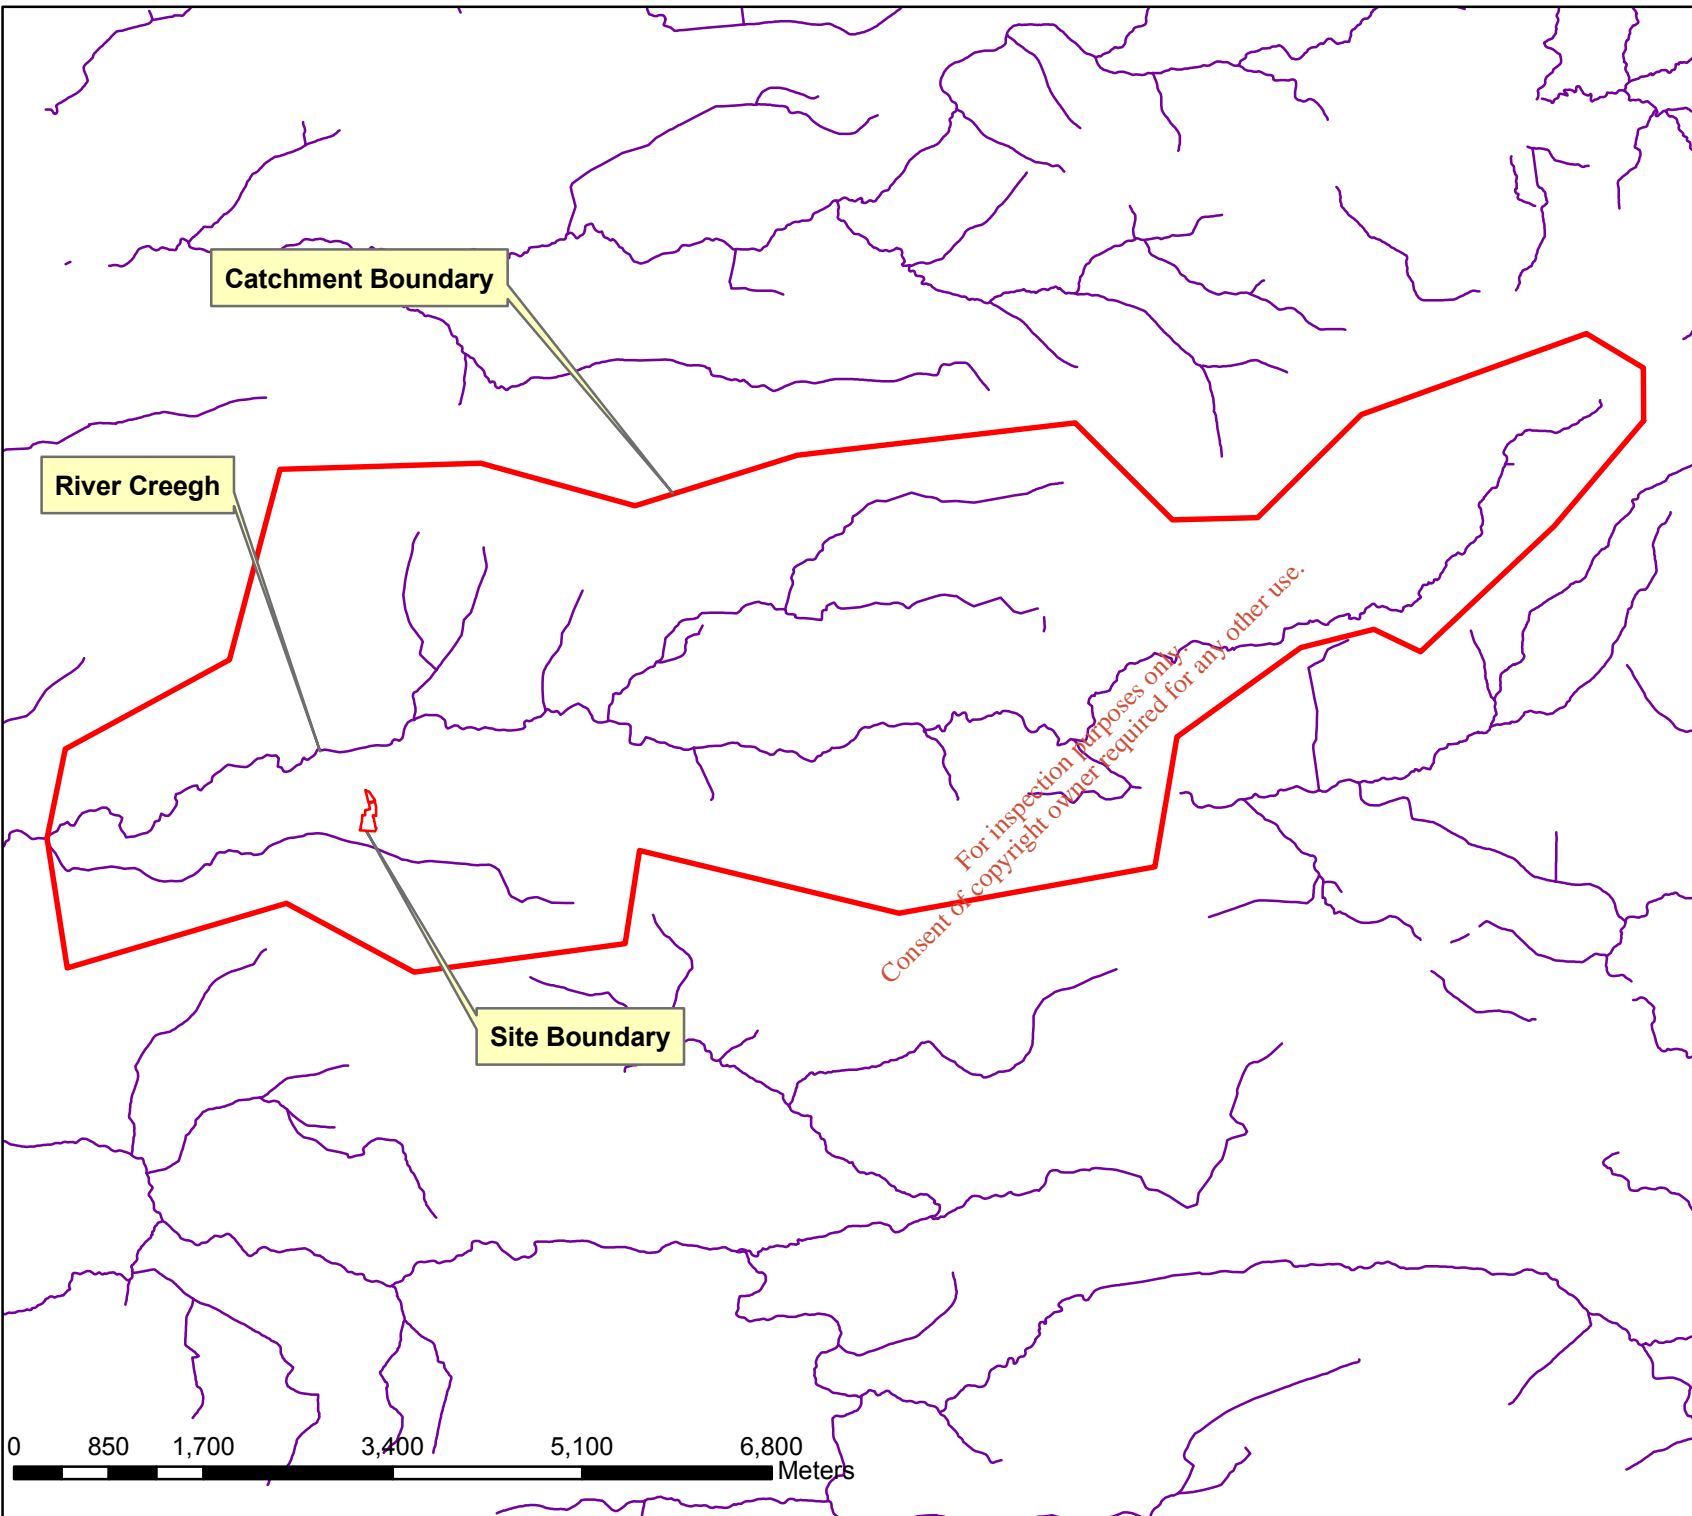 Catchment Boundary
River Creegh
For inspection purposes only.
Consent of copyright owner required for any other use.
Site Boundary
0 850 1,700 3,400 5,100 6,800
Meters